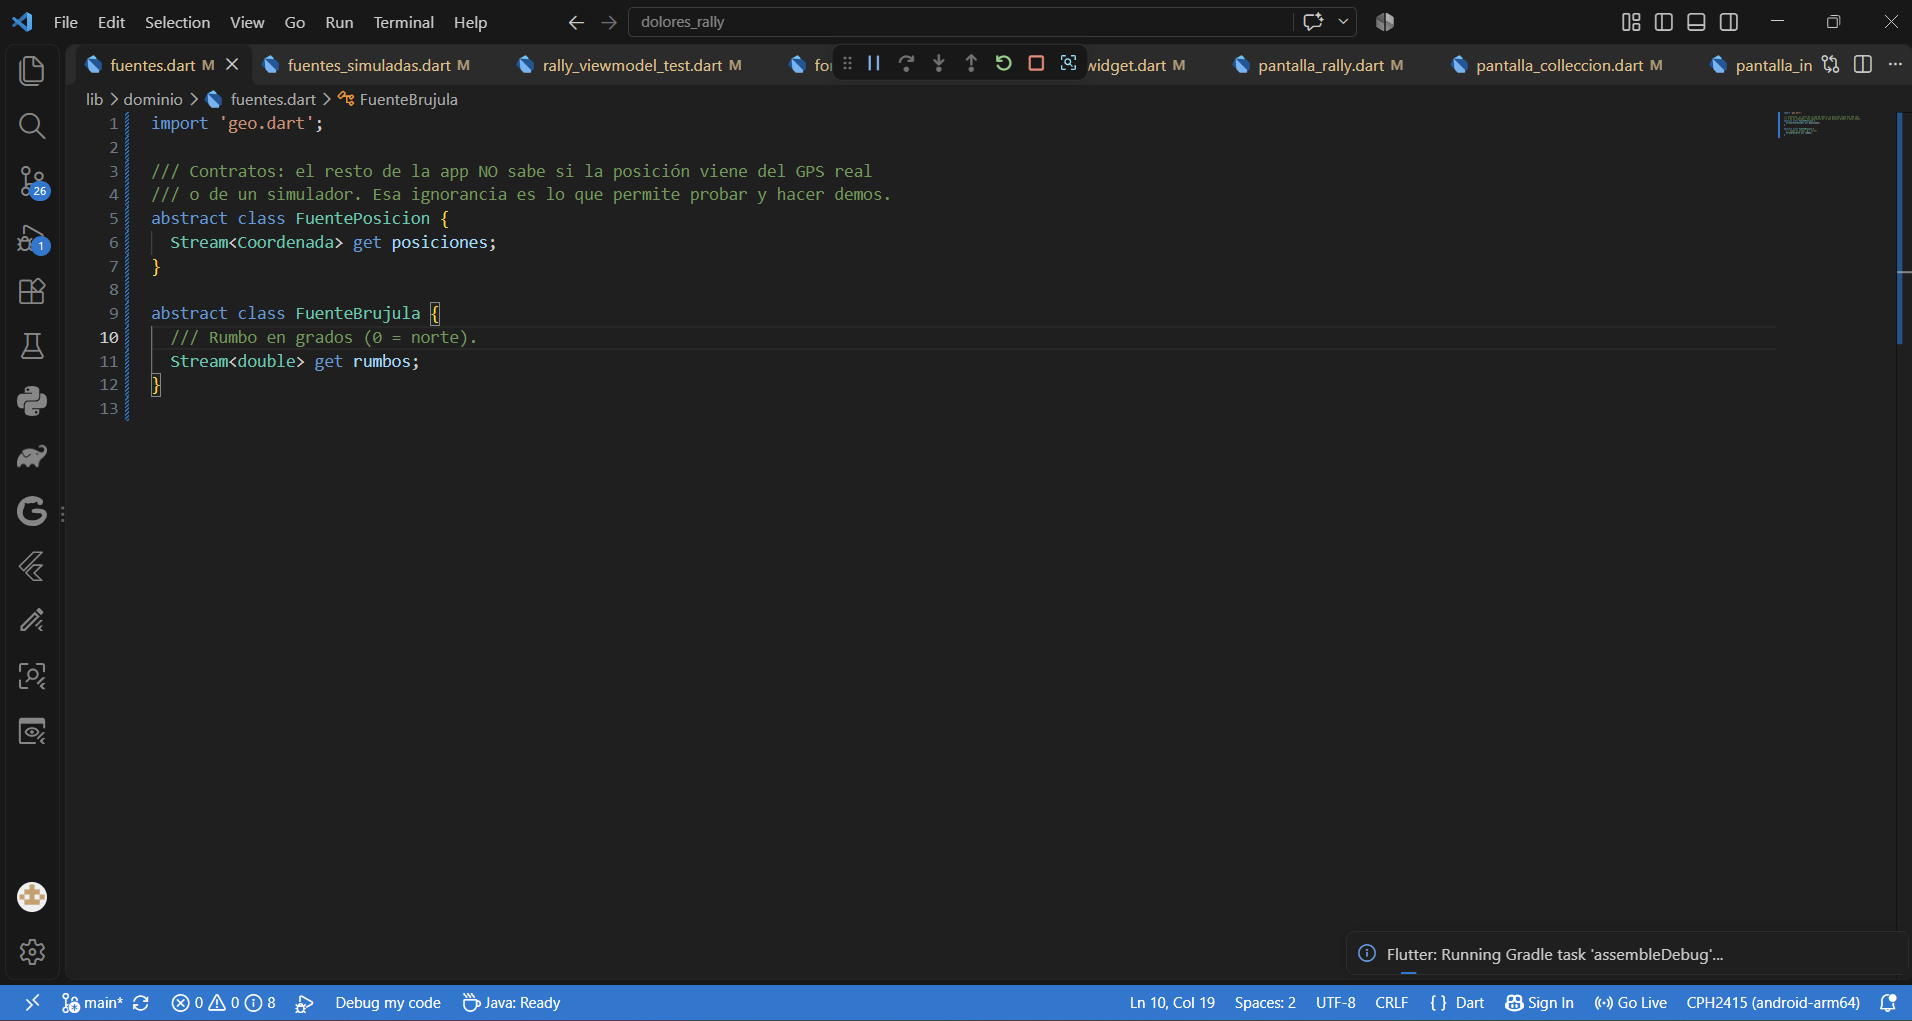 File Edit Selection View Go Run Terminal Help
dolores_rally
fuentes.dart M
fuentes_simuladas.dart M
rally_viewmodel_test.dart M
widget.dart M
pantalla_rally.dart M
pantalla_colleccion.dart M
pantalla_in
lib > dominio > fuentes.dart > FuenteBrujula
1 import 'geo.dart';
2
3 /// Contratos: el resto de la app NO sabe si la posición viene del GPS real
4 /// o de un simulador. Esa ignorancia es lo que permite probar y hacer demos.
5 abstract class FuentePosicion {
6 Stream<Coordenada> get posiciones;
7 }
8
9 abstract class FuenteBrujula {
10 /// Rumbo en grados (0 = norte).
11 Stream<double> get rumbos;
12 }
13
26
1
Flutter: Running Gradle task 'assembleDebug'...
main* 0 0 8 Debug my code Java: Ready Ln 10, Col 19 Spaces: 2 UTF-8 CRLF {} Dart Sign In Go Live CPH2415 (android-arm64)